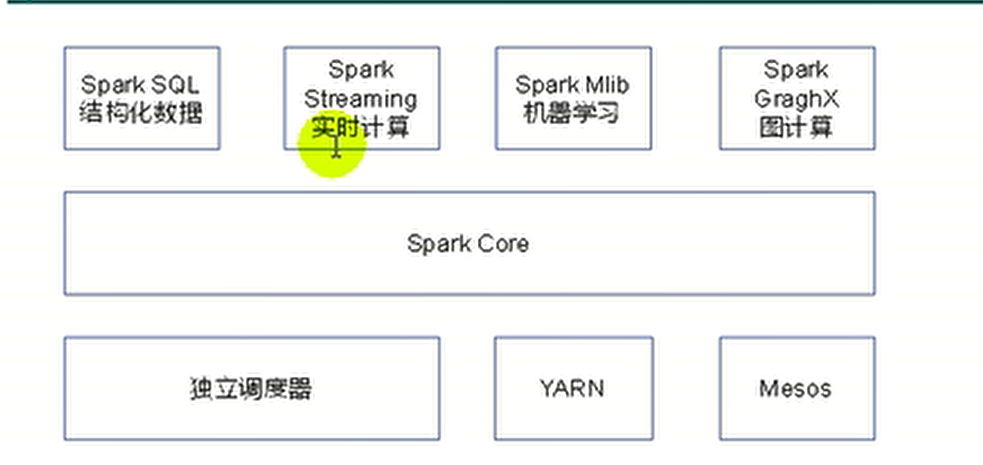 Spark SQL
结构化数据
Spark
Streaming
实时计算
Spark Mlib
机器学习
Spark
GraghX
图计算
Spark Core
独立调度器
YARN
Mesos